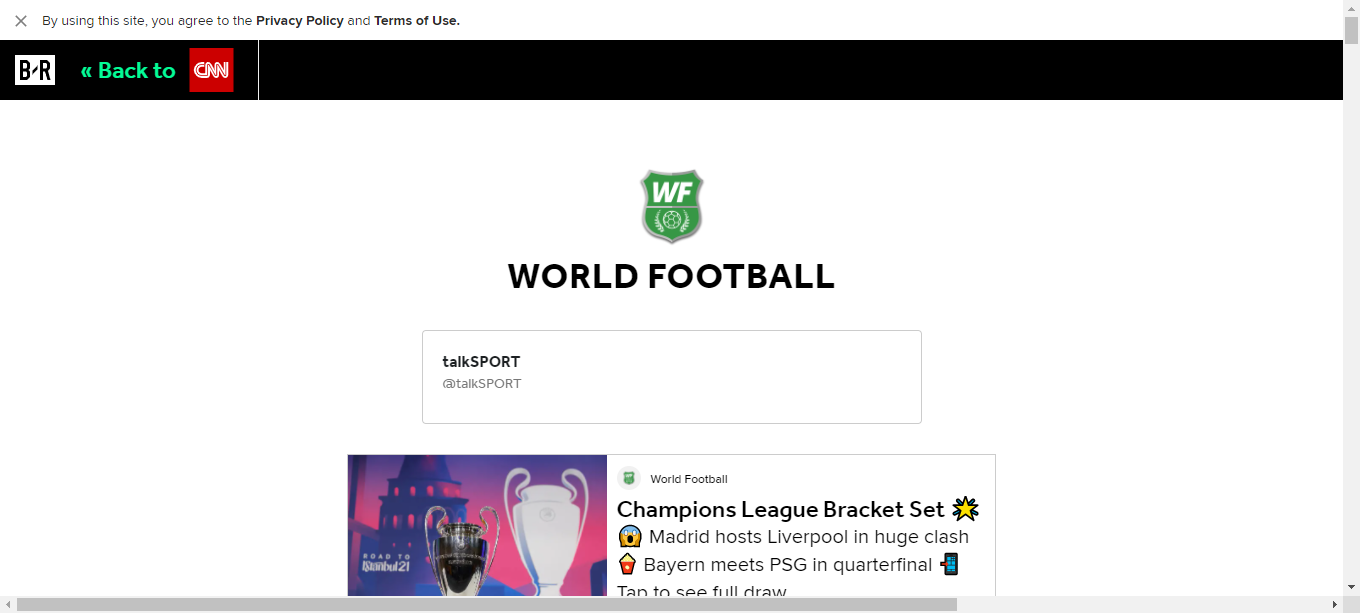 By using this site, you agree to the Privacy Policy and Terms of Use.
B/R
« Back to CNN
WF
WORLD FOOTBALL
talkSPORT
@talkSPORT
World Football
Champions League Bracket Set 🌟
😱 Madrid hosts Liverpool in huge clash
🍿 Bayern meets PSG in quarterfinal 📲
Tap to see full draw
ROAD TO
Istanbul21